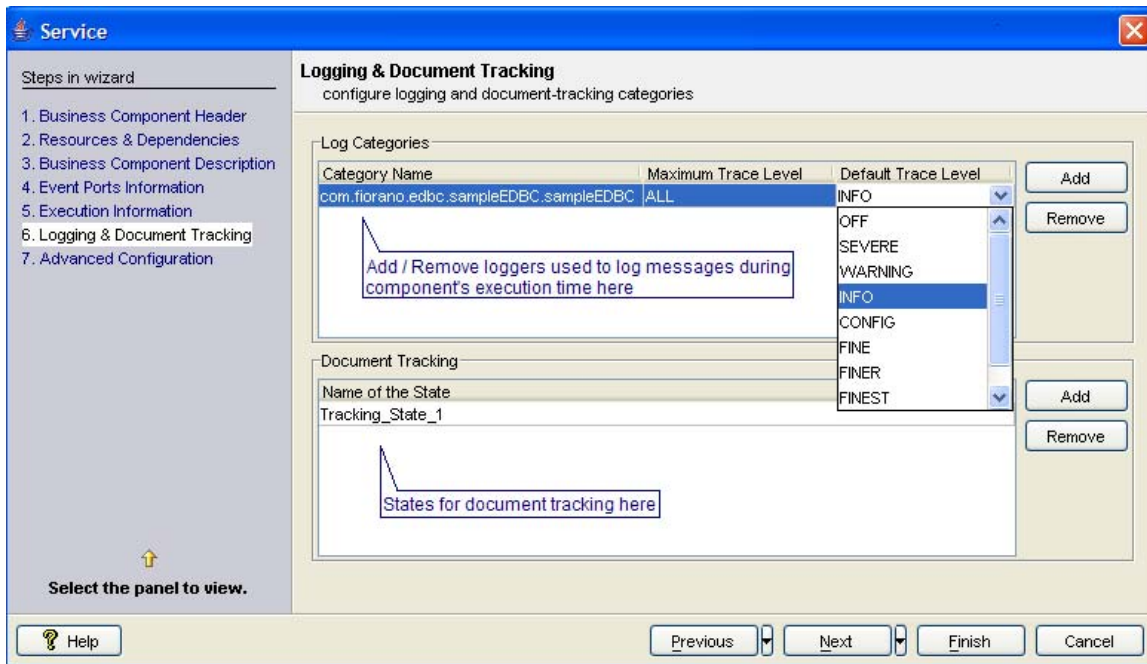 Service
Steps in wizard
1. Business Component Header
2. Resources & Dependencies
3. Business Component Description
4. Event Ports Information
5. Execution Information
6. Logging & Document Tracking
7. Advanced Configuration
Select the panel to view.
Logging & Document Tracking
configure logging and document-tracking categories
Log Categories
Category Name Maximum Trace Level Default Trace Level
com.fiorano.edbc.sampleEDBC.sampleEDBC ALL INFO
OFF
SEVERE
WARNING
INFO
CONFIG
FINE
FINER
FINEST
Add / Remove loggers used to log messages during
component's execution time here
Add
Remove
Document Tracking
Name of the State
Tracking_State_1
States for document tracking here
Add
Remove
Help
Previous
Next
Finish
Cancel